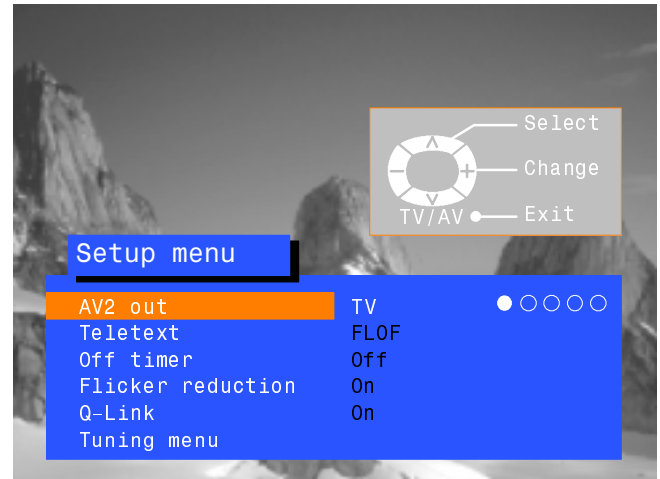 Select
Change
TV/AV Exit
Setup menu
AV2 out TV
Teletext FLOF
Off timer Off
Flicker reduction On
Q-Link On
Tuning menu